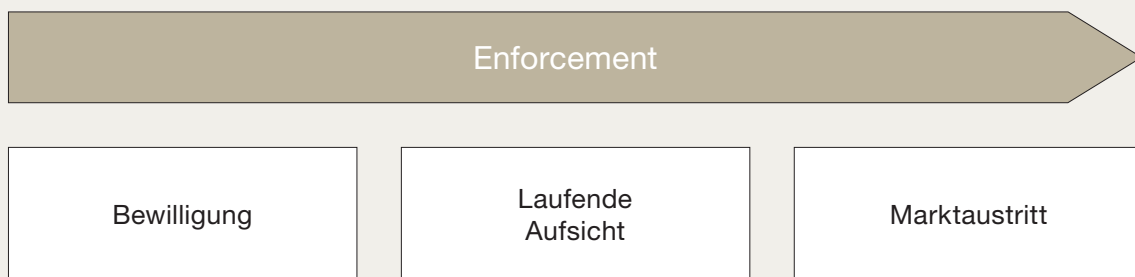 Enforcement
Bewilligung
Laufende
Aufsicht
Marktaustritt